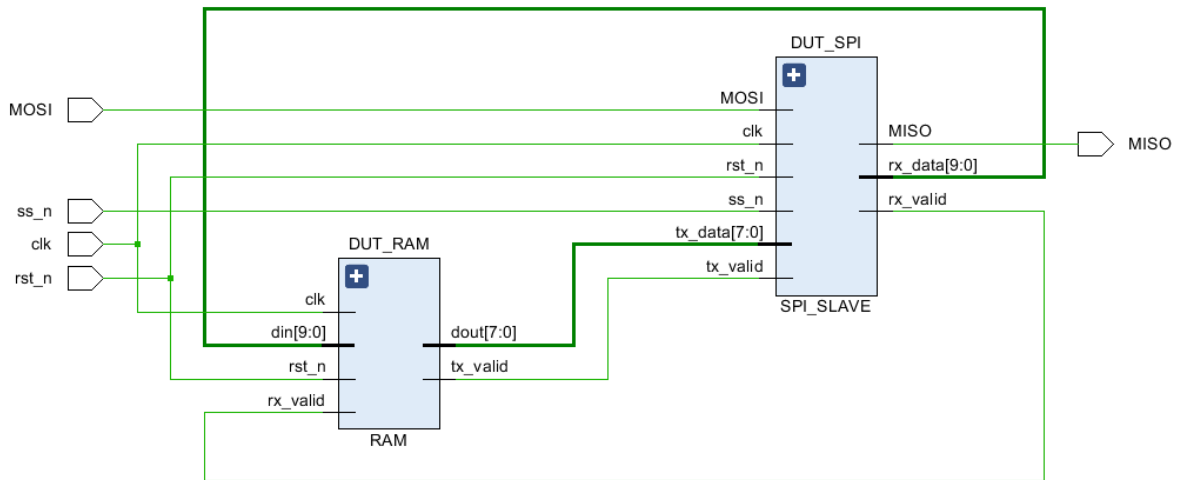 DUT_SPI
MOSI
MOSI
clk
MISO
MISO
rst_n
rx_data[9:0]
ss_n
ss_n
rx_valid
clk
DUT_RAM
tx_data[7:0]
rst_n
tx_valid
clk
SPI_SLAVE
din[9:0]
dout[7:0]
rst_n
tx_valid
rx_valid
RAM